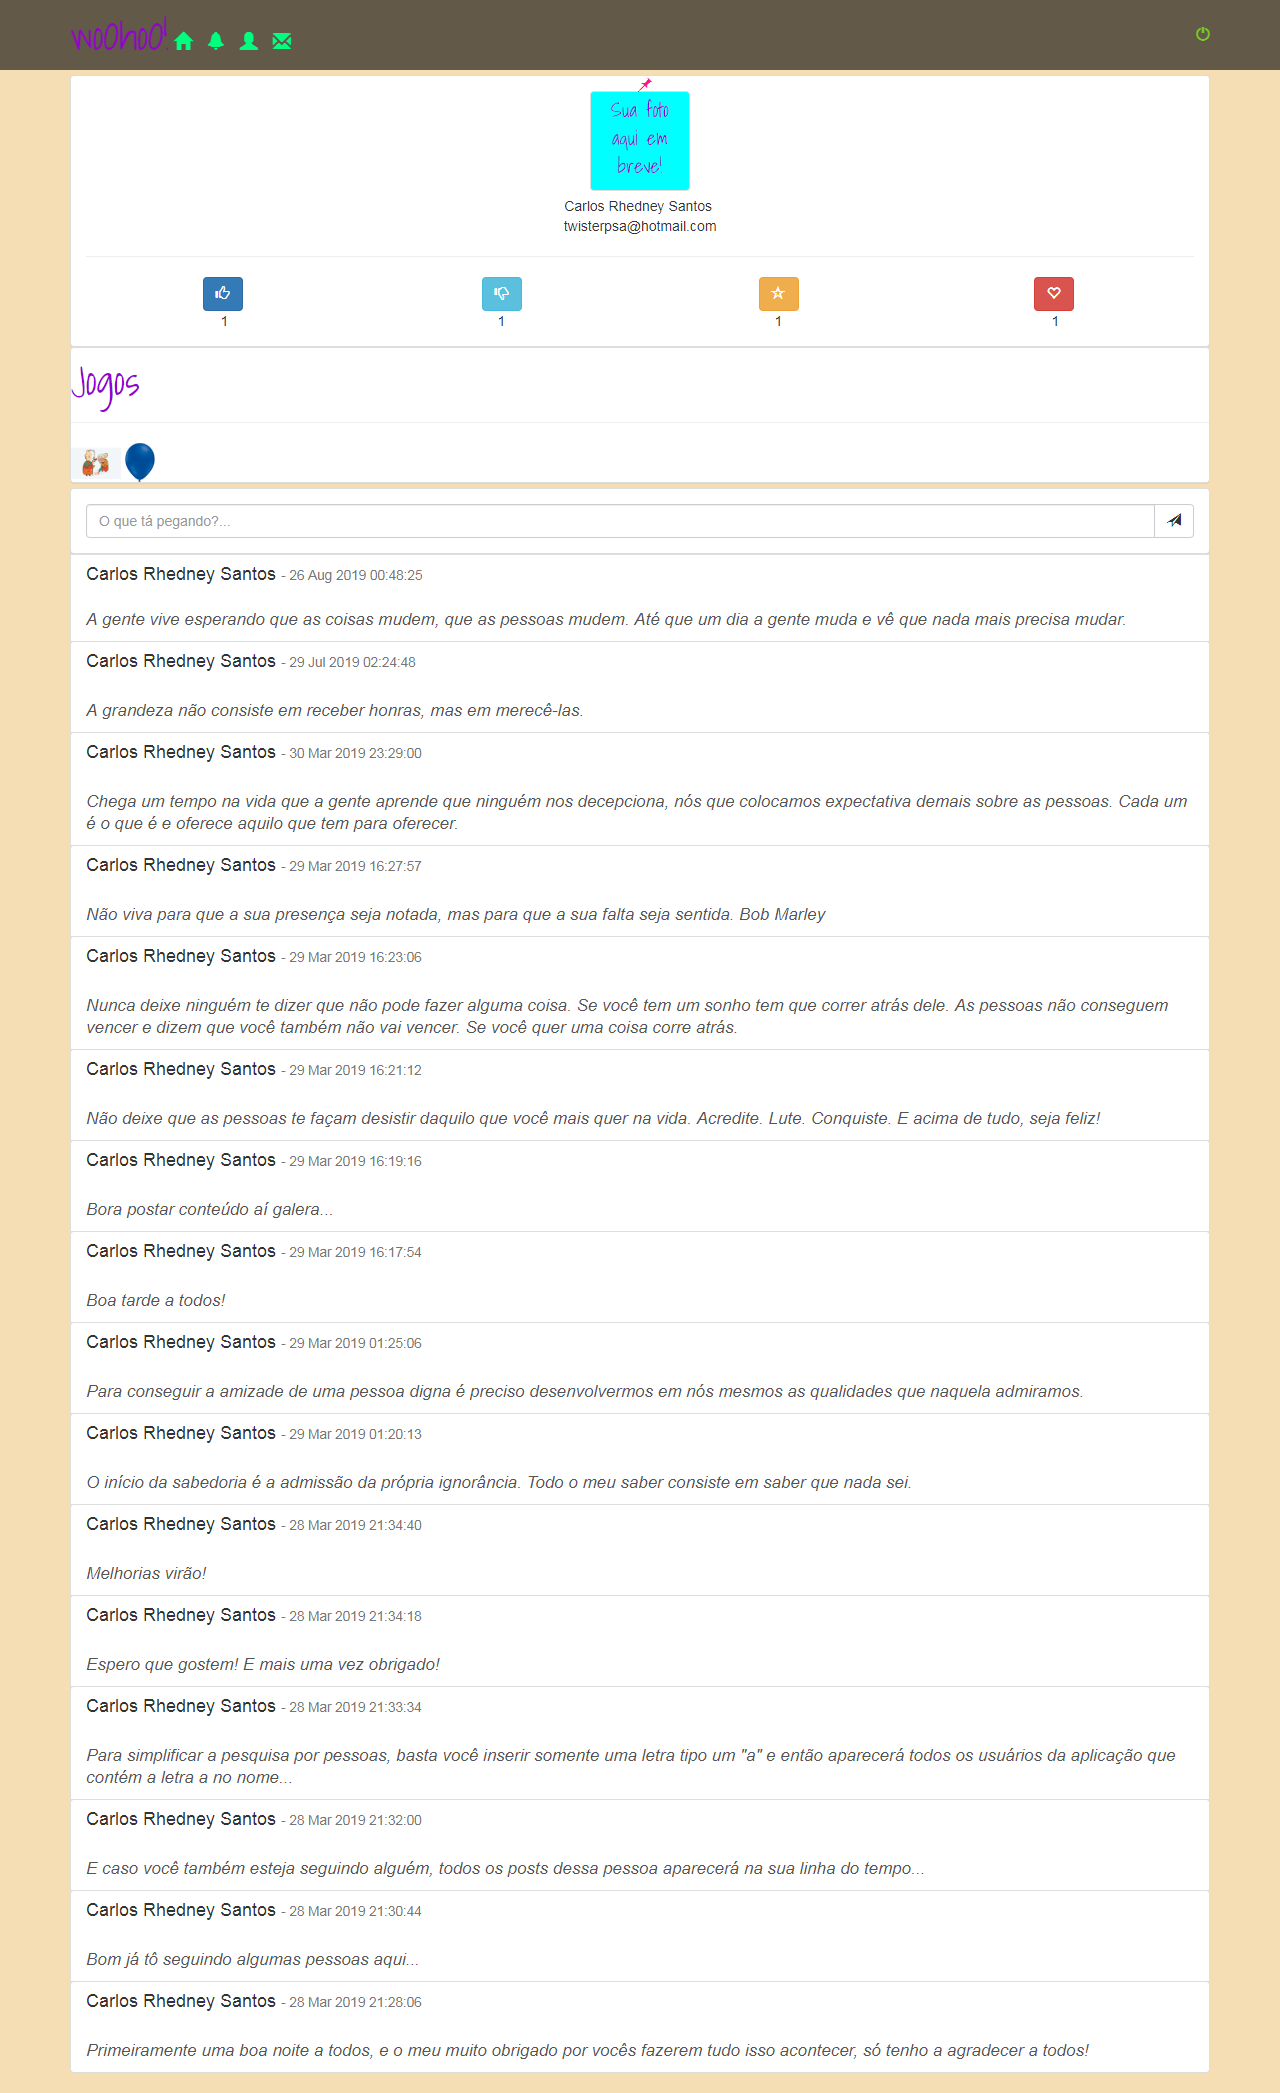 wo0ho0!
Sua foto
aqui em
breve!
Carlos Rhedney Santos
twisterpsa@hotmail.com
1 1 1 1
Jogos
O que tá pegando?...
Carlos Rhedney Santos - 26 Aug 2019 00:48:25
A gente vive esperando que as coisas mudem, que as pessoas mudem. Até que um dia a gente muda e vê que nada mais precisa mudar.
Carlos Rhedney Santos - 29 Jul 2019 02:24:48
A grandeza não consiste em receber honras, mas em merecê-las.
Carlos Rhedney Santos - 30 Mar 2019 23:29:00
Chega um tempo na vida que a gente aprende que ninguém nos decepciona, nós que colocamos expectativa demais sobre as pessoas. Cada um
é o que é e oferece aquilo que tem para oferecer.
Carlos Rhedney Santos - 29 Mar 2019 16:27:57
Não viva para que a sua presença seja notada, mas para que a sua falta seja sentida. Bob Marley
Carlos Rhedney Santos - 29 Mar 2019 16:23:06
Nunca deixe ninguém te dizer que não pode fazer alguma coisa. Se você tem um sonho tem que correr atrás dele. As pessoas não conseguem
vencer e dizem que você também não vai vencer. Se você quer uma coisa corre atrás.
Carlos Rhedney Santos - 29 Mar 2019 16:21:12
Não deixe que as pessoas te façam desistir daquilo que você mais quer na vida. Acredite. Lute. Conquiste. E acima de tudo, seja feliz!
Carlos Rhedney Santos - 29 Mar 2019 16:19:16
Bora postar conteúdo aí galera...
Carlos Rhedney Santos - 29 Mar 2019 16:17:54
Boa tarde a todos!
Carlos Rhedney Santos - 29 Mar 2019 01:25:06
Para conseguir a amizade de uma pessoa digna é preciso desenvolvermos em nós mesmos as qualidades que naquela admiramos.
Carlos Rhedney Santos - 29 Mar 2019 01:20:13
O início da sabedoria é a admissão da própria ignorância. Todo o meu saber consiste em saber que nada sei.
Carlos Rhedney Santos - 28 Mar 2019 21:34:40
Melhorias virão!
Carlos Rhedney Santos - 28 Mar 2019 21:34:18
Espero que gostem! E mais uma vez obrigado!
Carlos Rhedney Santos - 28 Mar 2019 21:33:34
Para simplificar a pesquisa por pessoas, basta você inserir somente uma letra tipo um "a" e então aparecerá todos os usuários da aplicação que
contém a letra a no nome...
Carlos Rhedney Santos - 28 Mar 2019 21:32:00
E caso você também esteja seguindo alguém, todos os posts dessa pessoa aparecerá na sua linha do tempo...
Carlos Rhedney Santos - 28 Mar 2019 21:30:44
Bom já tô seguindo algumas pessoas aqui...
Carlos Rhedney Santos - 28 Mar 2019 21:28:06
Primeiramente uma boa noite a todos, e o meu muito obrigado por vocês fazerem tudo isso acontecer, só tenho a agradecer a todos!